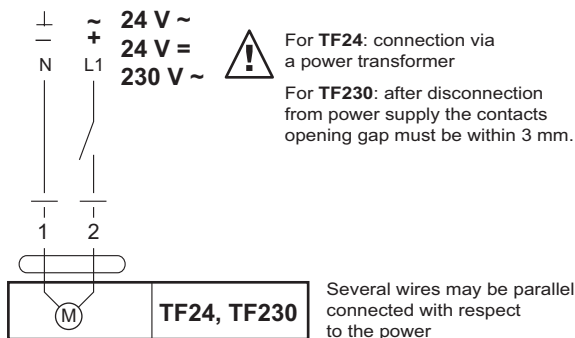 ⊥ ~ 24 V ~
– + 24 V =
N L1 230 V ~
For TF24: connection via
a power transformer
For TF230: after disconnection
from power supply the contacts
opening gap must be within 3 mm.
1 2
M
TF24, TF230
Several wires may be parallel
connected with respect
to the power